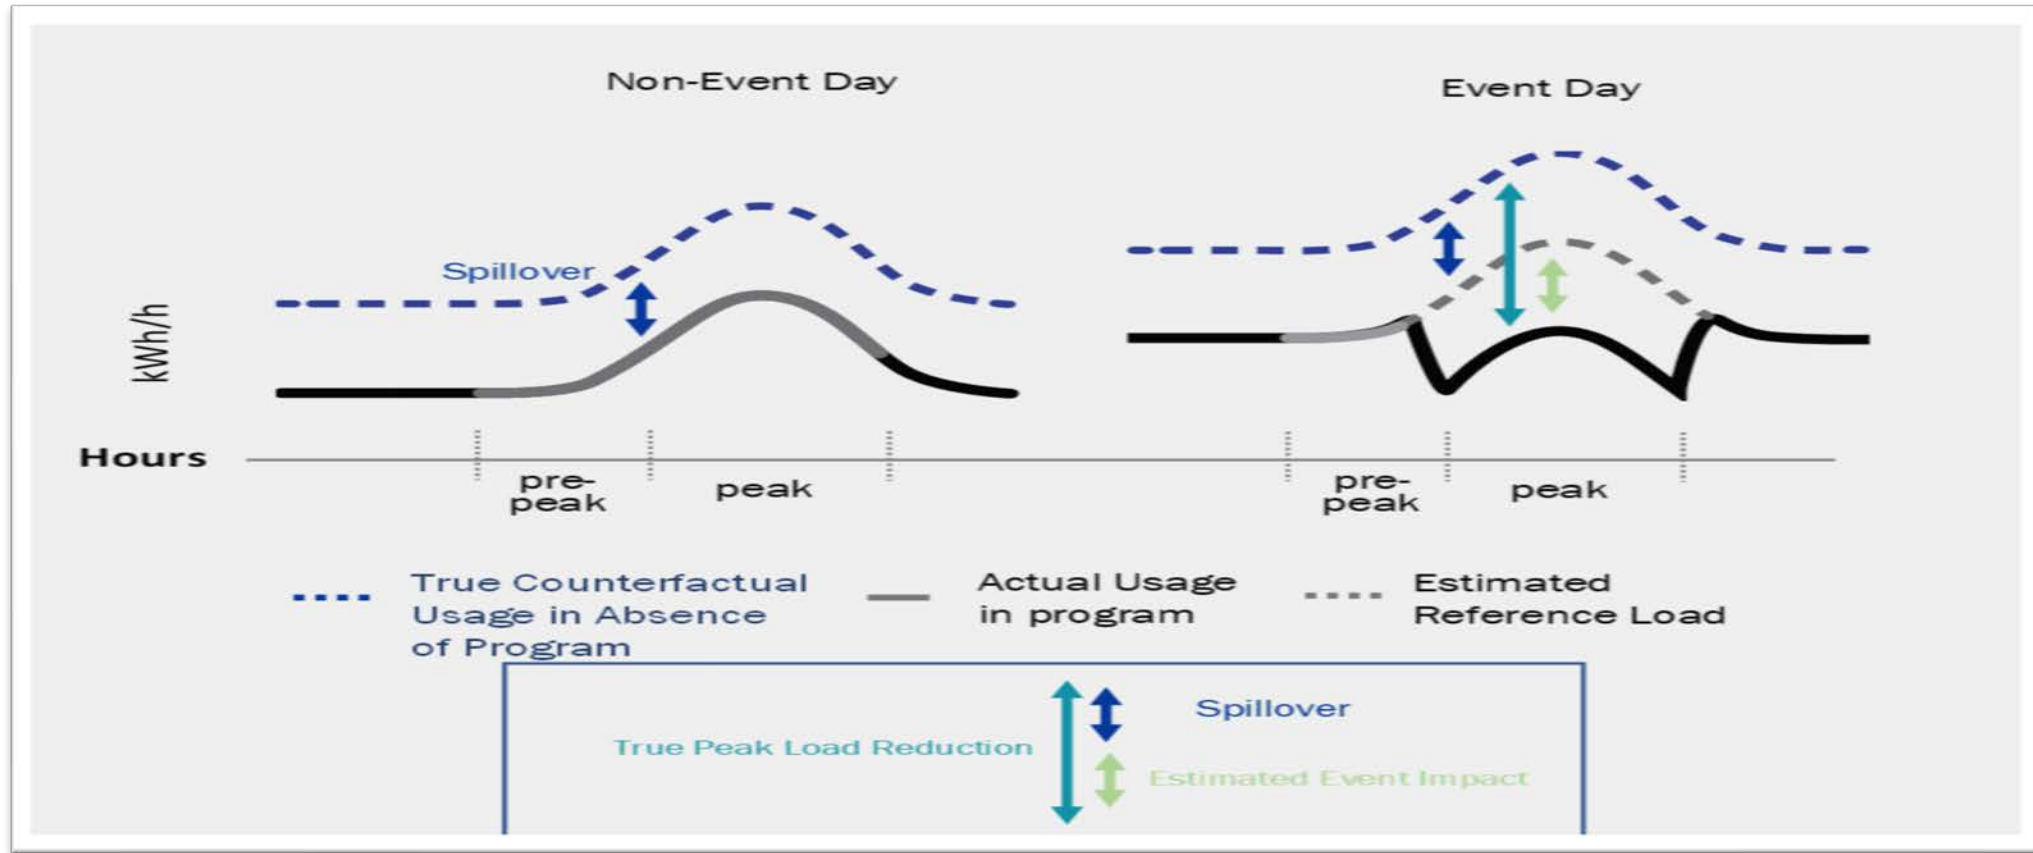 Non-Event Day
Event Day
Spillover
kWh/h
Hours
pre-
peak
peak
pre-
peak
peak
True Counterfactual
Usage in Absence
of Program
Actual Usage
in program
Estimated
Reference Load
Spillover
True Peak Load Reduction
Estimated Event Impact